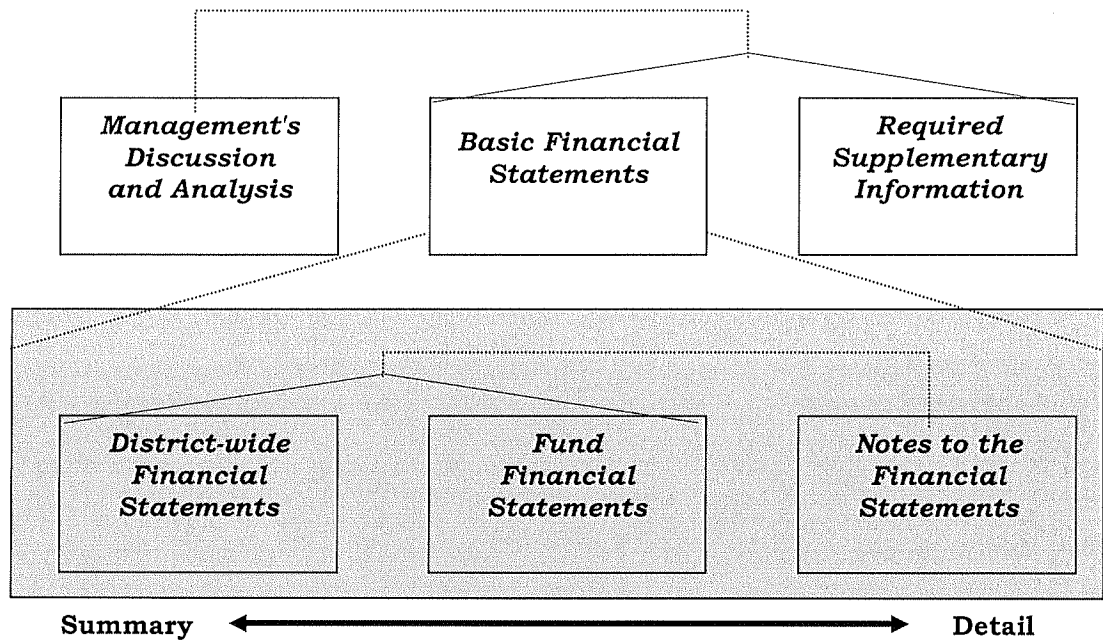 Management's
Discussion
and Analysis
Basic Financial
Statements
Required
Supplementary
Information
District-wide
Financial
Statements
Fund
Financial
Statements
Notes to the
Financial
Statements
Summary
Detail